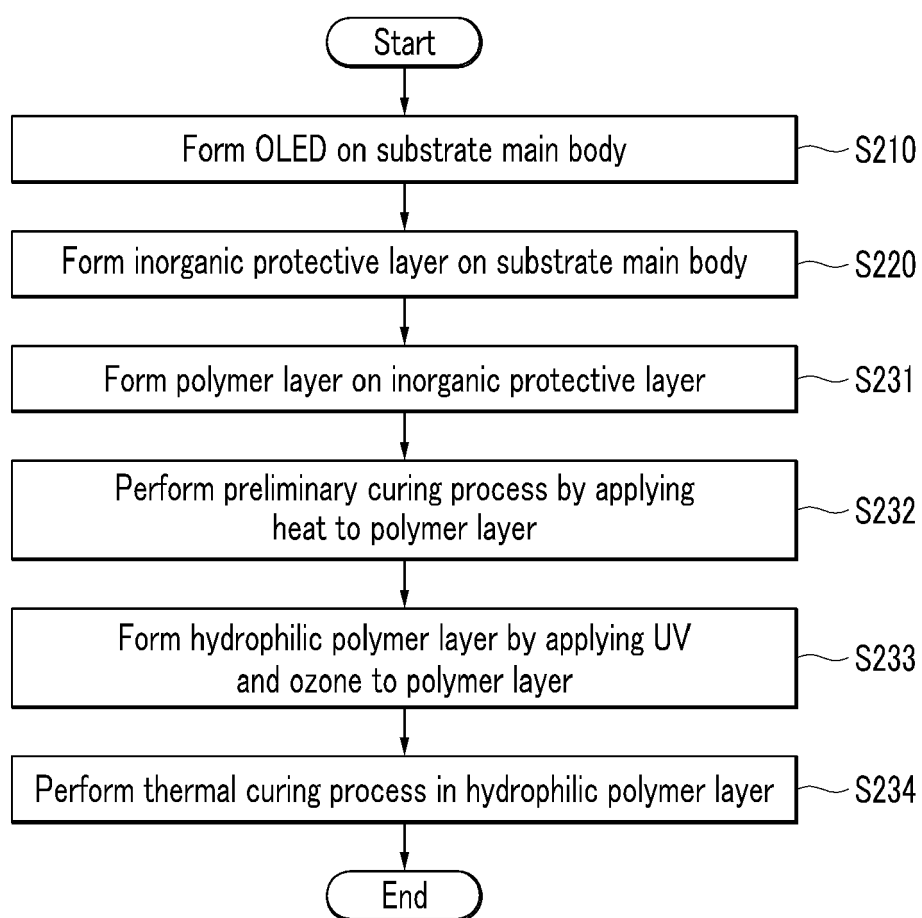 Start
Form OLED on substrate main body
S210
Form inorganic protective layer on substrate main body
S220
Form polymer layer on inorganic protective layer
S231
Perform preliminary curing process by applying
heat to polymer layer
S232
Form hydrophilic polymer layer by applying UV
and ozone to polymer layer
S233
Perform thermal curing process in hydrophilic polymer layer
S234
End